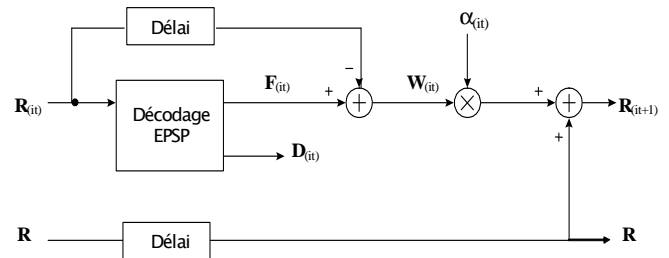 Délai
α(it)
−
F(it)
W(it)
R(it)
Décodage
EPSP
+
+
×
+
+
R(it+1)
D(it)
+
R
Délai
R